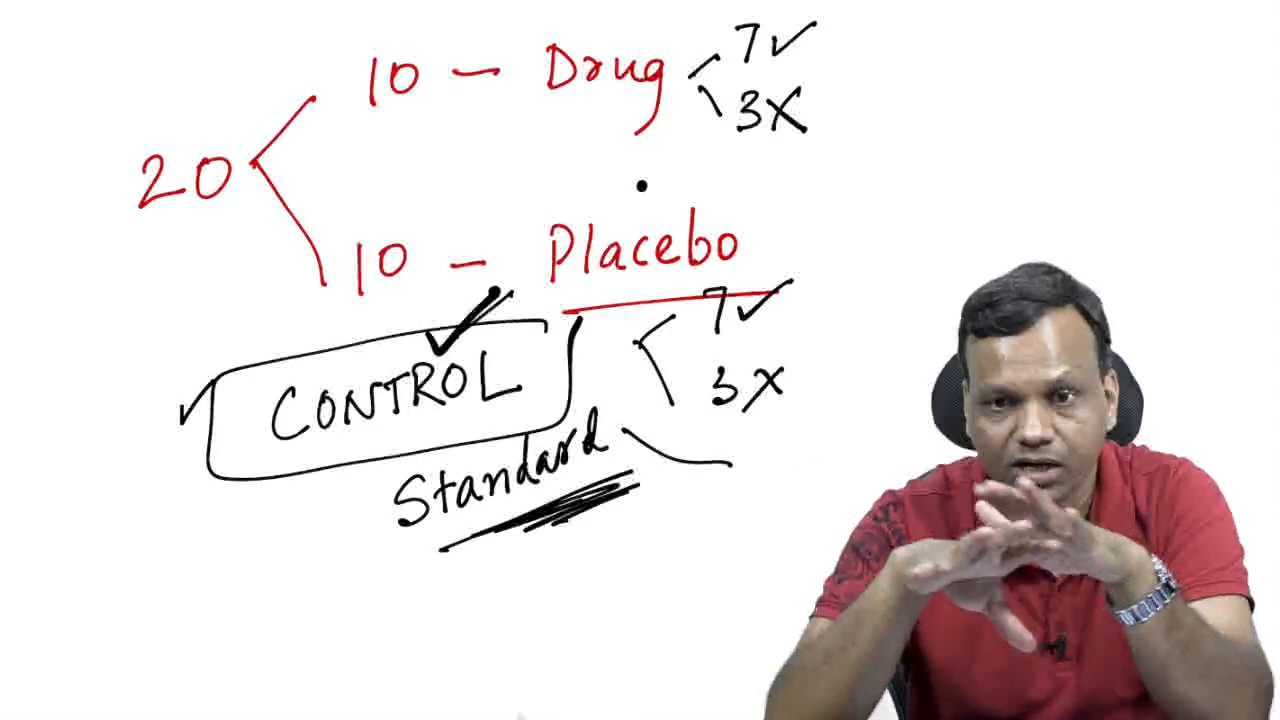 7✓
10 - Drug
3X
20
10 - Placebo
7✓
CONTROL
3X
Standard